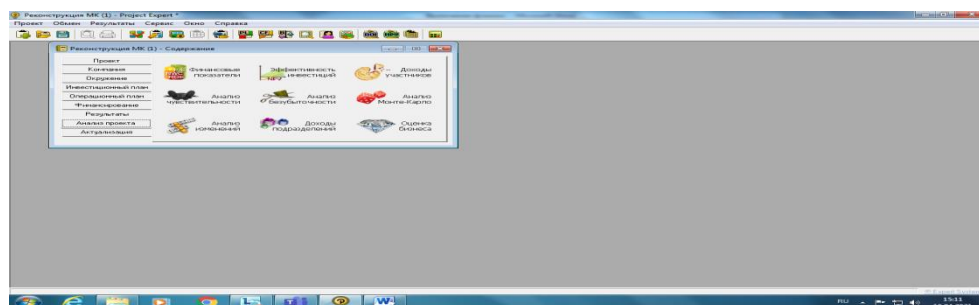 Реконструкция МК (1) - Project Expert *
Проект Обмен Результаты Сервис Окно Справка
Реконструкция МК (1) - Содержание
Проект
Компания
Окружение
Инвестиционный план
Операционный план
Финансирование
Результаты
Анализ проекта
Актуализация
Финансовые
показатели
Эффективность
инвестиций
Доходы
участников
Анализ
чувствительности
Анализ
безубыточности
Анализ
Монте-Карло
Анализ
изменений
Доходы
подразделений
Оценка
бизнеса
RU
15:11